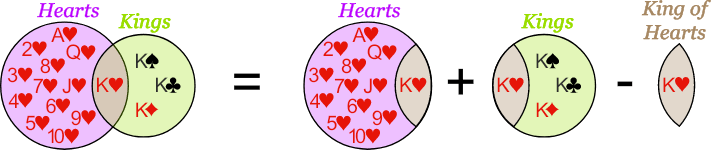 Hearts
Kings
A♥
2♥ Q♥
8♥
3♥ 7♥ J♥ K♥
4♥ 6♥
5♥ 9♥
10♥
K♠
K♣
K♦
=
Hearts
A♥
2♥ Q♥
8♥
3♥ 7♥ J♥ K♥
4♥ 6♥
5♥ 9♥
10♥
+
Kings
K♠
K♥ K♣
K♦
-
King of
Hearts
K♥